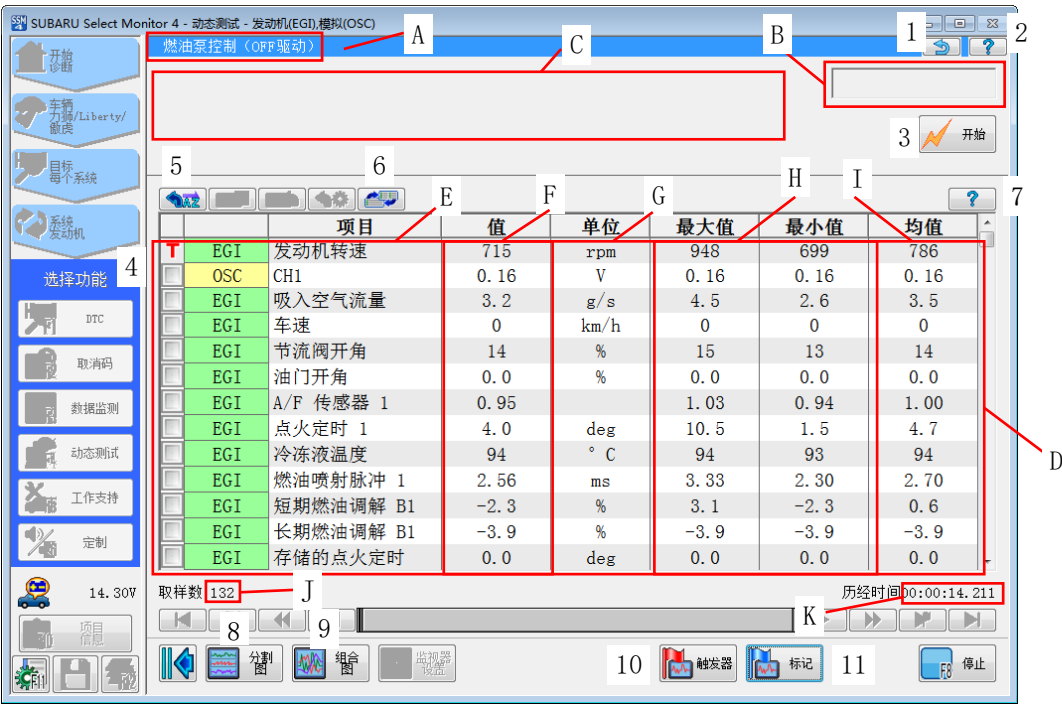 SUBARU Select Monitor 4 - 动态测试 - 发动机(EGI),模拟(OSC)
燃油泵控制(OFF驱动)
A
C
B
1
2
开始
诊断
车辆
力狮/Liberty/
傲虎
目标
每个系统
系统
发动机
3
开始
5
6
E
F
G
H
I
7
AZ
?
?
项目 值 单位 最大值 最小值 均值
T EGI 发动机转速 715 rpm 948 699 786
OSC CH1 0.16 V 0.16 0.16 0.16
EGI 吸入空气流量 3.2 g/s 4.5 2.6 3.5
EGI 车速 0 km/h 0 0 0
EGI 节流阀开角 14 % 15 13 14
EGI 油门开角 0.0 % 0.0 0.0 0.0
EGI A/F 传感器 1 0.95 1.03 0.94 1.00
EGI 点火定时 1 4.0 deg 10.5 1.5 4.7
EGI 冷冻液温度 94 °C 94 93 94
EGI 燃油喷射脉冲 1 2.56 ms 3.33 2.30 2.70
EGI 短期燃油调解 B1 -2.3 % 3.1 -2.3 0.6
EGI 长期燃油调解 B1 -3.9 % -3.9 -3.9 -3.9
EGI 存储的点火定时 0.0 deg 0.0 0.0 0.0
D
4
选择功能
DTC
取消码
数据监测
动态测试
工作支持
定制
14.30V
项目
信息
F11
取样数 132
J
K
历经时间 00:00:14.211
8
9
分割
图
组合
图
监视器
设置
10
触发器
标记
11
F8
停止